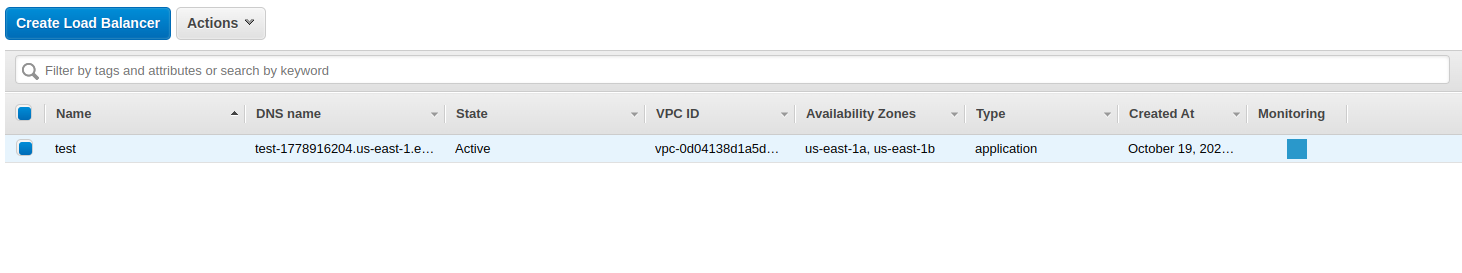 Create Load Balancer Actions
Filter by tags and attributes or search by keyword
Name DNS name State VPC ID Availability Zones Type Created At Monitoring
test test-1778916204.us-east-1.e… Active vpc-0d04138d1a5d… us-east-1a, us-east-1b application October 19, 202…